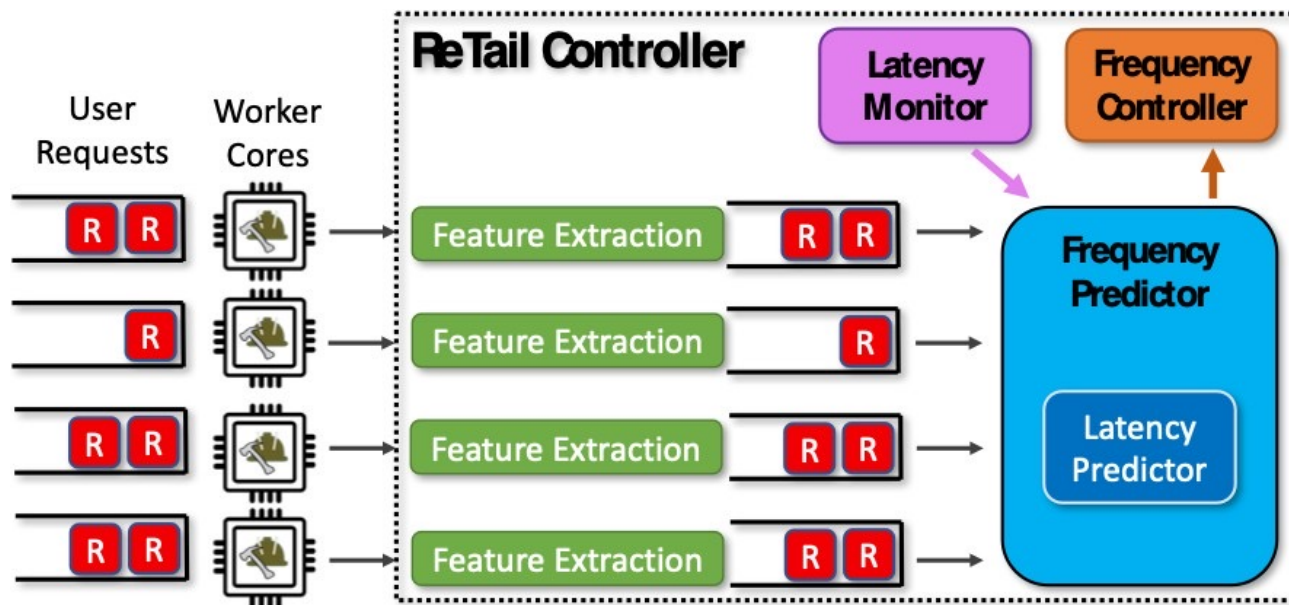 ReTail Controller
Latency
Monitor
Frequency
Controller
User
Requests
Worker
Cores
R R
Feature Extraction
R R
Frequency
Predictor
R
Feature Extraction
R
R R
Feature Extraction
R R
Latency
Predictor
R R
Feature Extraction
R R